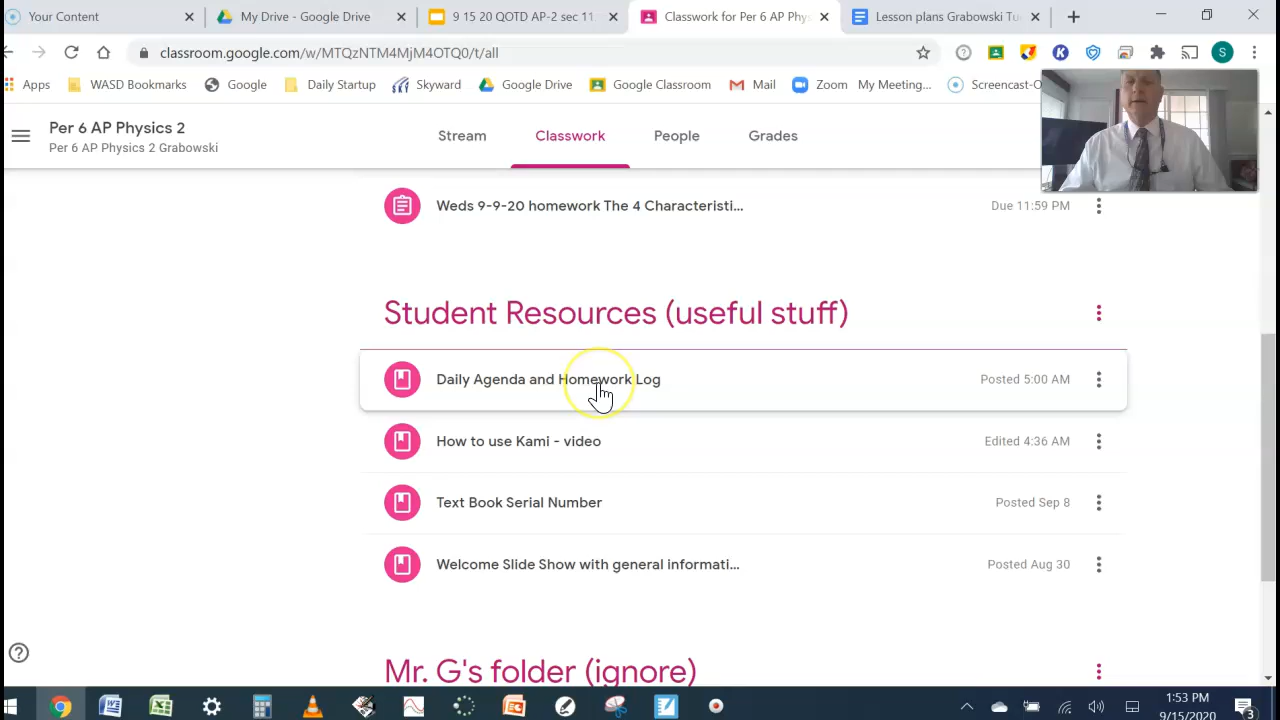 Your Content
My Drive - Google Drive
9 15 20 QOTD AP-2 sec 11
Classwork for Per 6 AP Phy
Lesson plans Grabowski Tu
classroom.google.com/w/MTQzNTM4MjM4OTQ0/t/all
Apps WASD Bookmarks Google Daily Startup Skyward Google Drive Google Classroom Mail Zoom My Meeting... Screencast-O
Per 6 AP Physics 2
Per 6 AP Physics 2 Grabowski
Stream Classwork People Grades
Weds 9-9-20 homework The 4 Characteristi... Due 11:59 PM
Student Resources (useful stuff)
Daily Agenda and Homework Log Posted 5:00 AM
How to use Kami - video Edited 4:36 AM
Text Book Serial Number Posted Sep 8
Welcome Slide Show with general informati... Posted Aug 30
Mr. G's folder (ignore)
1:53 PM
9/15/2020